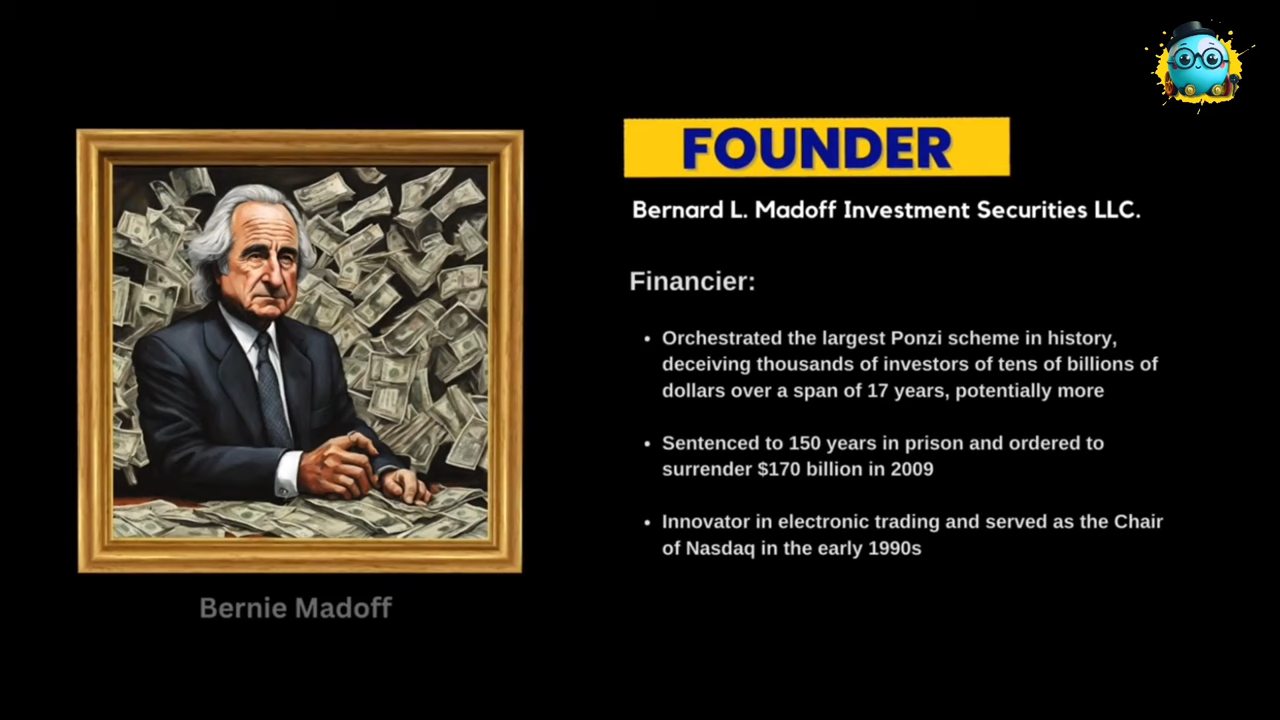 FOUNDER
Bernard L. Madoff Investment Securities LLC.
Financier:
• Orchestrated the largest Ponzi scheme in history,
deceiving thousands of investors of tens of billions of
dollars over a span of 17 years, potentially more
• Sentenced to 150 years in prison and ordered to
surrender $170 billion in 2009
• Innovator in electronic trading and served as the Chair
of Nasdaq in the early 1990s
Bernie Madoff